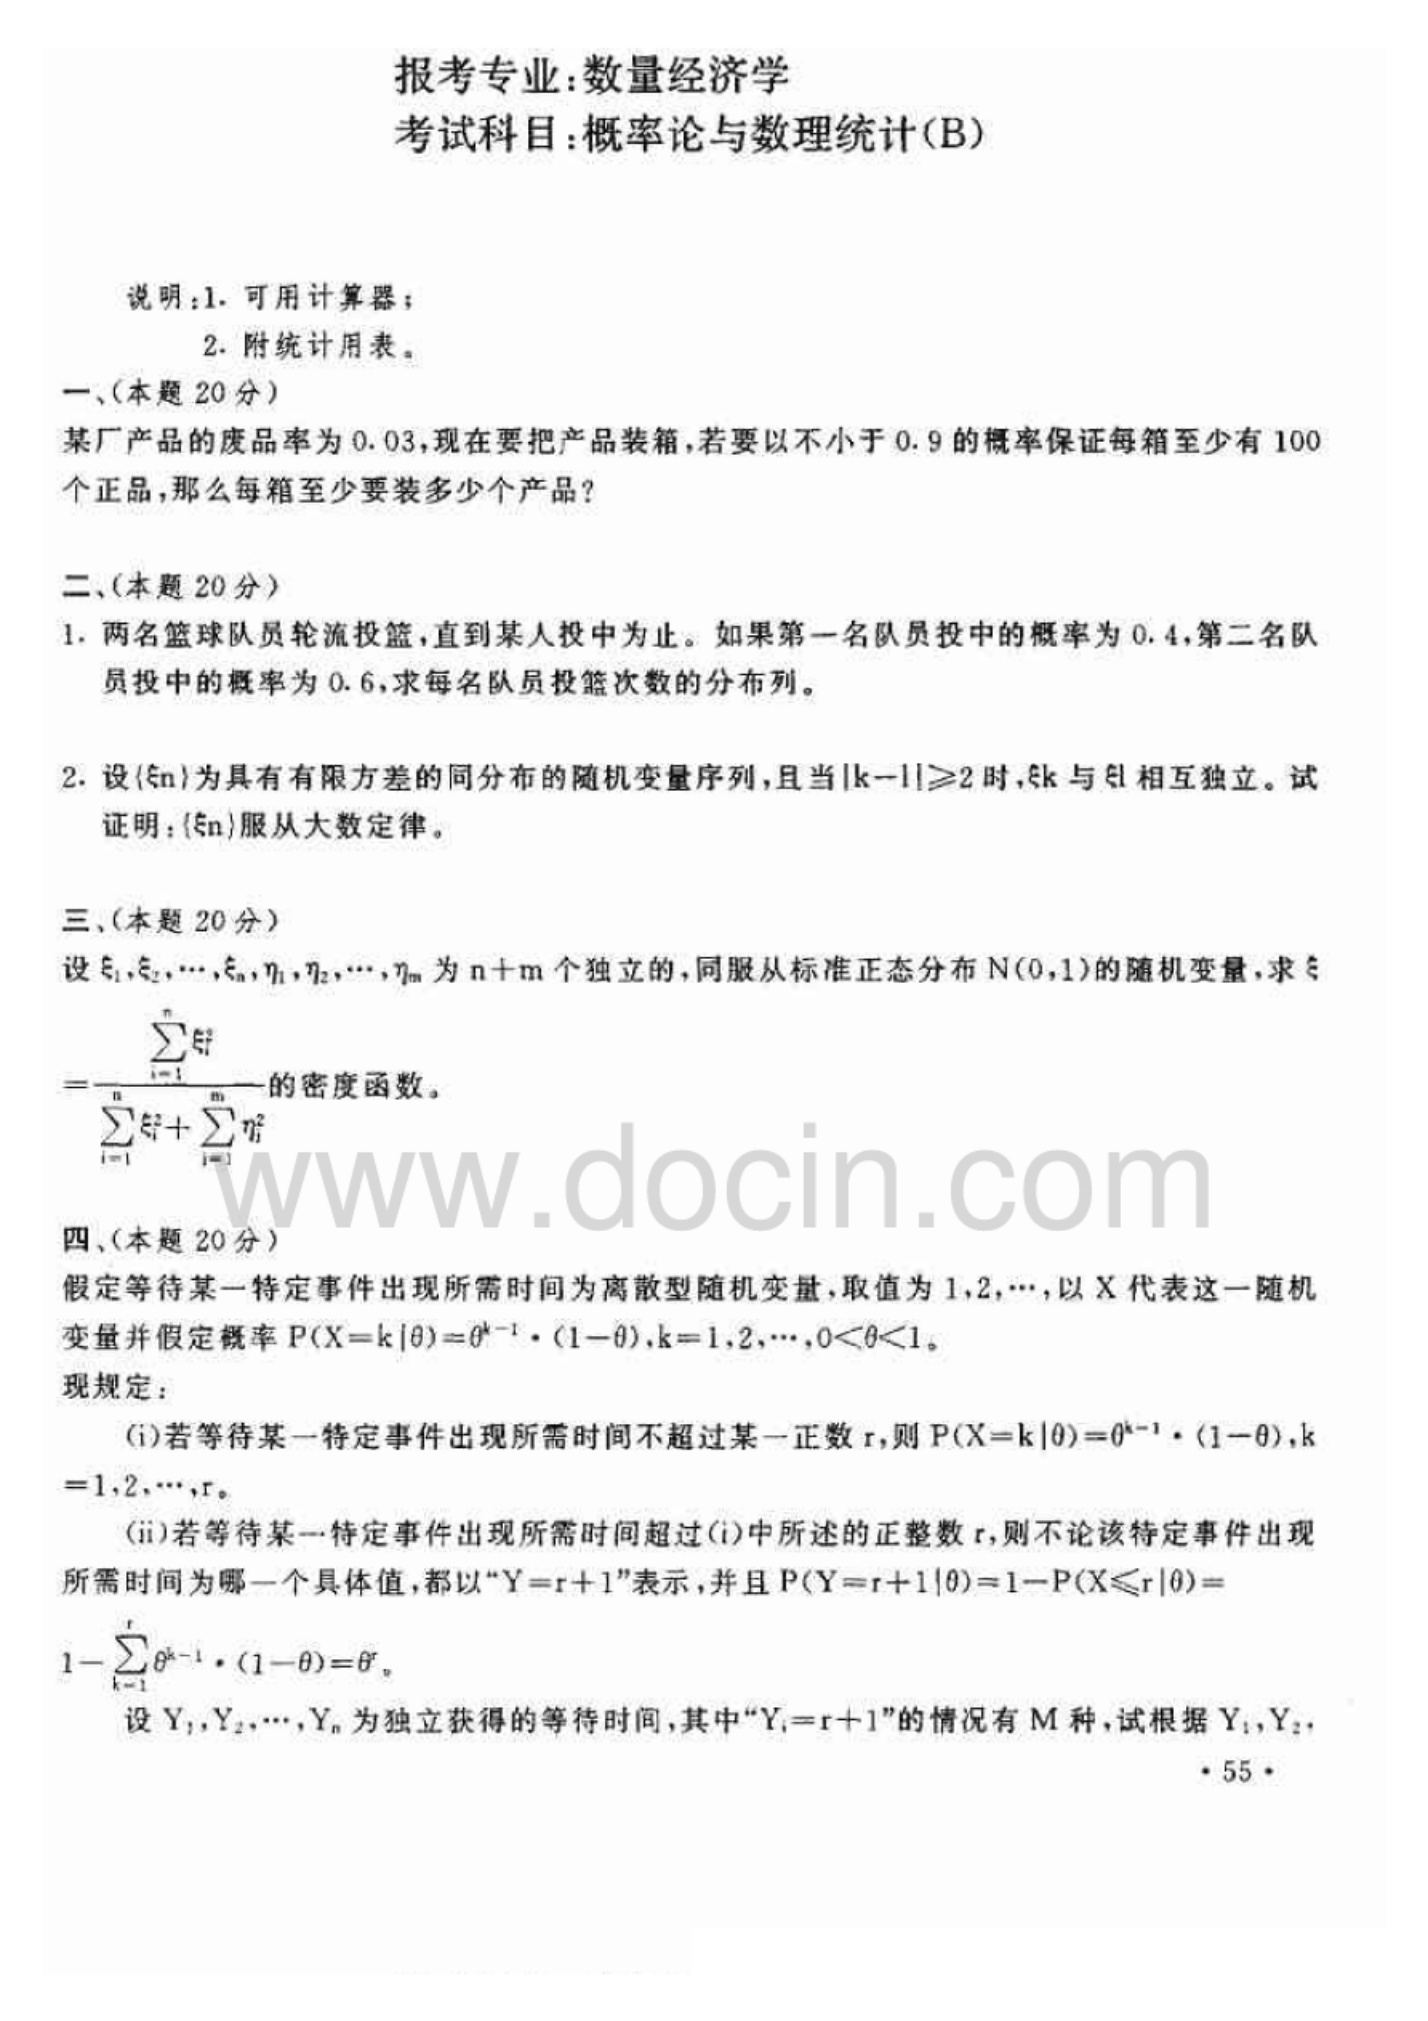 报考专业:数量经济学
考试科目:概率论与数理统计(B)
说明:1. 可用计算器;
2. 附统计用表。
一、(本题 20 分)
某厂产品的废品率为 0.03,现在要把产品装箱,若要以不小于 0.9 的概率保证每箱至少有 100
个正品,那么每箱至少要装多少个产品?
二、(本题 20 分)
1. 两名篮球队员轮流投篮,直到某人投中为止。如果第一名队员投中的概率为 0.4,第二名队
员投中的概率为 0.6,求每名队员投篮次数的分布列。
2. 设{ξn}为具有有限方差的同分布的随机变量序列,且当|k-l|≥2 时,ξk 与 ξl 相互独立。试
证明:{ξn}服从大数定律。
三、(本题 20 分)
设 ξ₁,ξ₂,…,ξₙ,η₁,η₂,…,ηₘ 为 n+m 个独立的,同服从标准正态分布 N(0,1)的随机变量,求 ξ
=\frac{\sum_{i=1}^{n} ξ_i^2}{\sum_{i=1}^{n} ξ_i^2+\sum_{j=1}^{m} η_j^2}的密度函数。
www.docin.com
四、(本题 20 分)
假定等待某一特定事件出现所需时间为离散型随机变量,取值为 1,2,…,以 X 代表这一随机
变量并假定概率 P(X=k|θ)=θ^{k-1}·(1-θ),k=1,2,…,0<θ<1。
现规定:
(i)若等待某一特定事件出现所需时间不超过某一正数 r,则 P(X=k|θ)=θ^{k-1}·(1-θ),k
=1,2,…,r。
(ii)若等待某一特定事件出现所需时间超过(i)中所述的正整数 r,则不论该特定事件出现
所需时间为哪一个具体值,都以“Y=r+1”表示,并且 P(Y=r+1|θ)=1-P(X≤r|θ)=
1-\sum_{k=1}^{r} θ^{k-1}·(1-θ)=θ^r。
设 Y₁,Y₂,…,Yₙ 为独立获得的等待时间,其中“Yᵢ=r+1”的情况有 M 种,试根据 Y₁,Y₂,
·55·